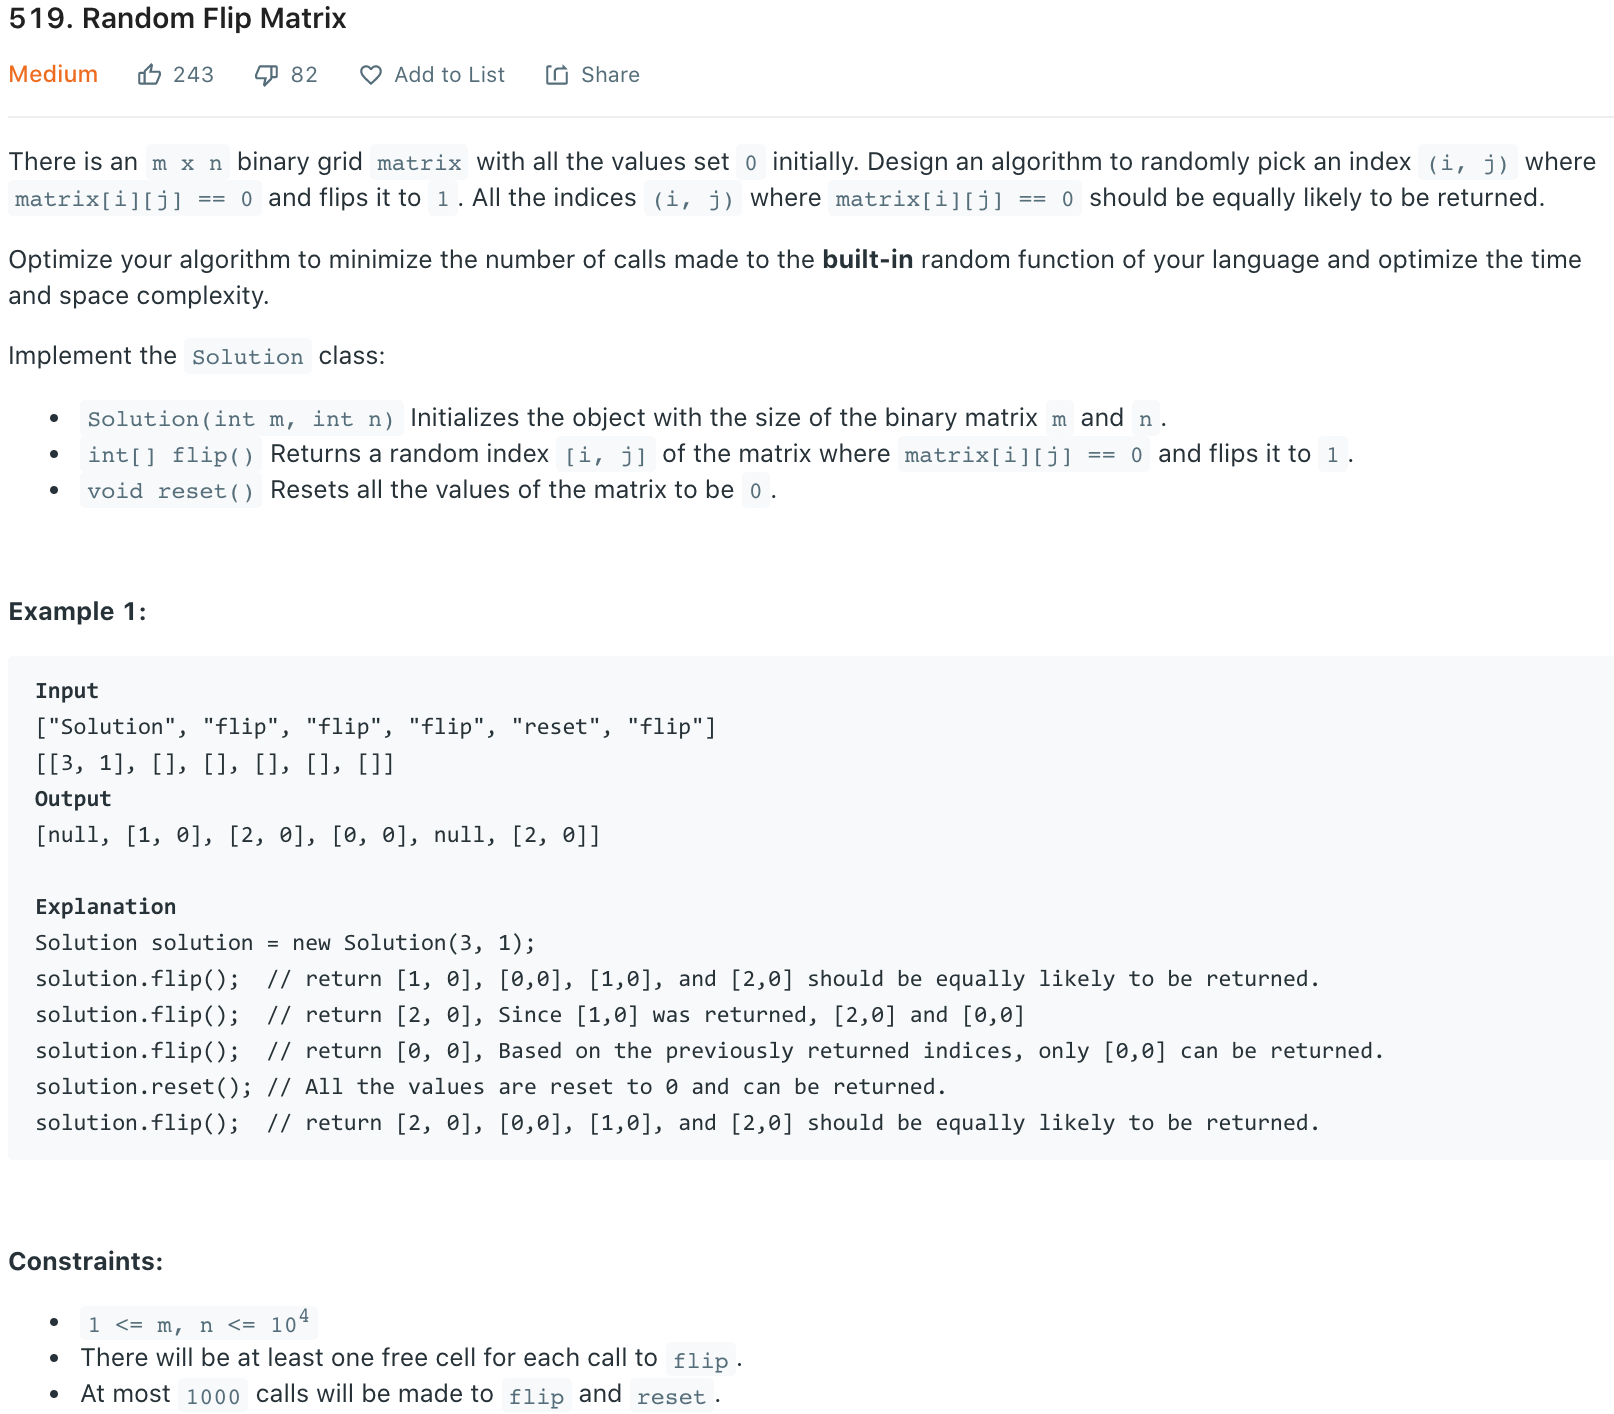 519. Random Flip Matrix
Medium 243 82 Add to List Share
There is an m x n binary grid matrix with all the values set 0 initially. Design an algorithm to randomly pick an index (i, j) where
matrix[i][j] == 0 and flips it to 1 . All the indices (i, j) where matrix[i][j] == 0 should be equally likely to be returned.
Optimize your algorithm to minimize the number of calls made to the built-in random function of your language and optimize the time
and space complexity.
Implement the Solution class:
• Solution(int m, int n) Initializes the object with the size of the binary matrix m and n .
• int[] flip() Returns a random index [i, j] of the matrix where matrix[i][j] == 0 and flips it to 1 .
• void reset() Resets all the values of the matrix to be 0 .
Example 1:
Input
["Solution", "flip", "flip", "flip", "reset", "flip"]
[[3, 1], [], [], [], [], []]
Output
[null, [1, 0], [2, 0], [0, 0], null, [2, 0]]
Explanation
Solution solution = new Solution(3, 1);
solution.flip();  // return [1, 0], [0,0], [1,0], and [2,0] should be equally likely to be returned.
solution.flip();  // return [2, 0], Since [1,0] was returned, [2,0] and [0,0]
solution.flip();  // return [0, 0], Based on the previously returned indices, only [0,0] can be returned.
solution.reset(); // All the values are reset to 0 and can be returned.
solution.flip();  // return [2, 0], [0,0], [1,0], and [2,0] should be equally likely to be returned.
Constraints:
• 1 <= m, n <= 10⁴
• There will be at least one free cell for each call to flip .
• At most 1000 calls will be made to flip and reset .